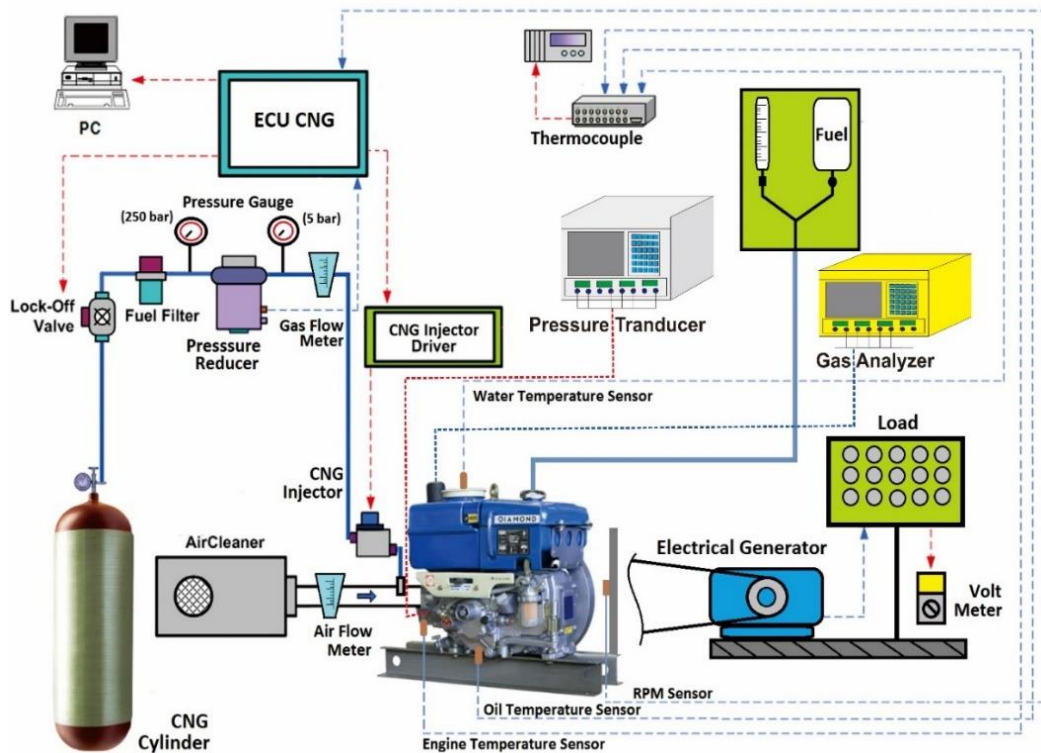 PC
ECU CNG
Thermocouple
Fuel
Pressure Gauge
(250 bar)
(5 bar)
Lock-Off
Valve
Fuel Filter
Presssure
Reducer
Gas Flow
Meter
CNG Injector
Driver
Pressure Tranducer
Gas Analyzer
Water Temperature Sensor
Load
CNG
Injector
DIAMOND
AirCleaner
Electrical Generator
Volt
Meter
Air Flow
Meter
RPM Sensor
Oil Temperature Sensor
CNG
Cylinder
Engine Temperature Sensor